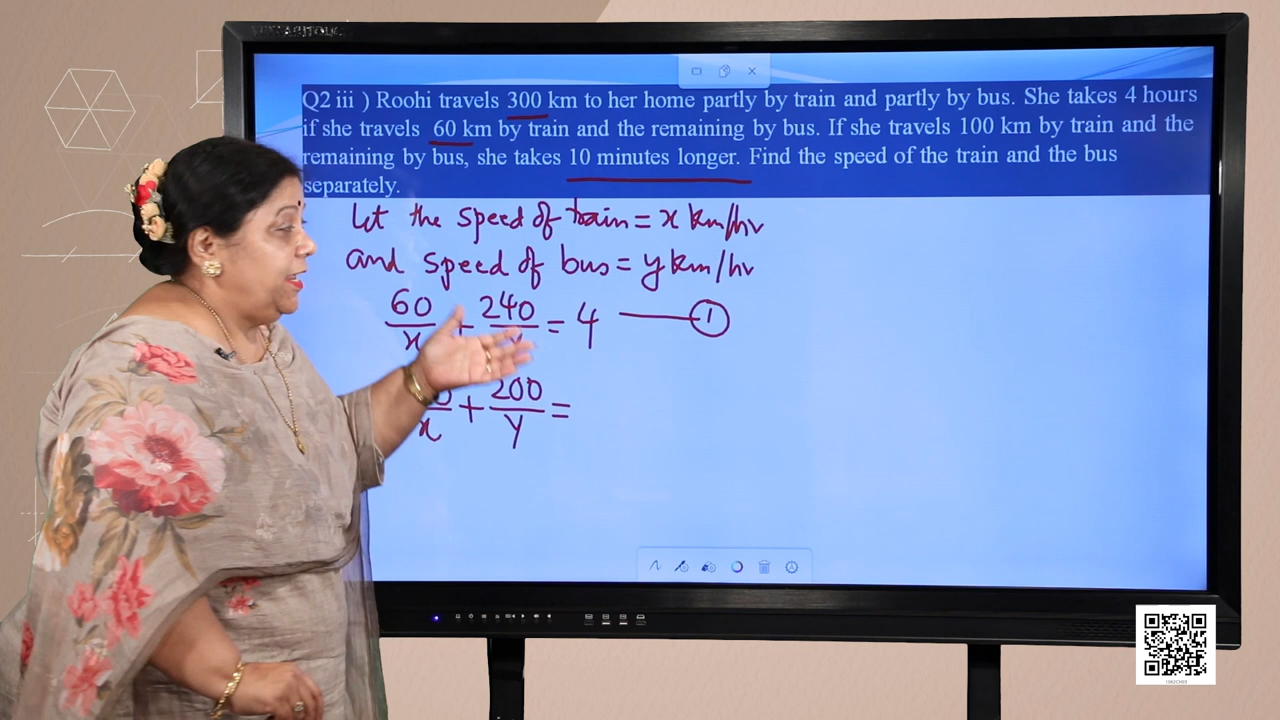 Q2 iii ) Roohi travels 300 km to her home partly by train and partly by bus. She takes 4 hours
if she travels 60 km by train and the remaining by bus. If she travels 100 km by train and the
remaining by bus, she takes 10 minutes longer. Find the speed of the train and the bus
separately.
Let the speed of train = x km/hr
and speed of bus = y km/hr
60/x + 240/y = 4 —— ①
0/x + 200/y =